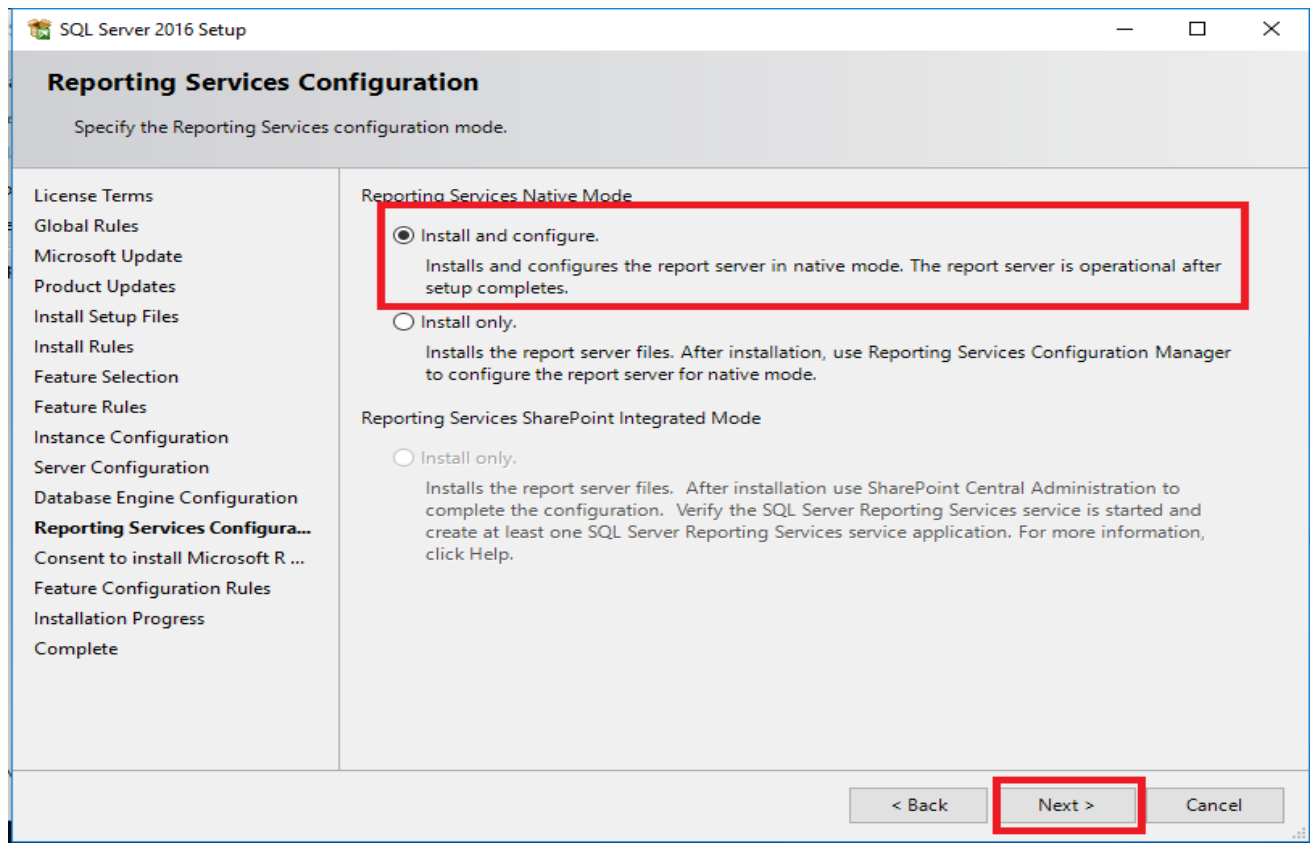 SQL Server 2016 Setup
Reporting Services Configuration
Specify the Reporting Services configuration mode.
License Terms
Global Rules
Microsoft Update
Product Updates
Install Setup Files
Install Rules
Feature Selection
Feature Rules
Instance Configuration
Server Configuration
Database Engine Configuration
Reporting Services Configura...
Consent to install Microsoft R ...
Feature Configuration Rules
Installation Progress
Complete
Reporting Services Native Mode
Install and configure.
Installs and configures the report server in native mode. The report server is operational after
setup completes.
Install only.
Installs the report server files. After installation, use Reporting Services Configuration Manager
to configure the report server for native mode.
Reporting Services SharePoint Integrated Mode
Install only.
Installs the report server files.  After installation use SharePoint Central Administration to
complete the configuration.  Verify the SQL Server Reporting Services service is started and
create at least one SQL Server Reporting Services service application. For more information,
click Help.
< Back
Next >
Cancel